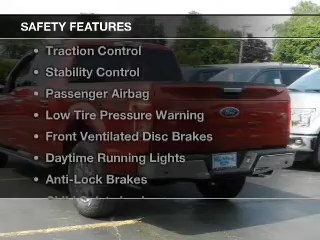 SAFETY FEATURES
• Traction Control
• Stability Control
• Passenger Airbag
• Low Tire Pressure Warning
• Front Ventilated Disc Brakes
• Daytime Running Lights
• Anti-Lock Brakes
Ford